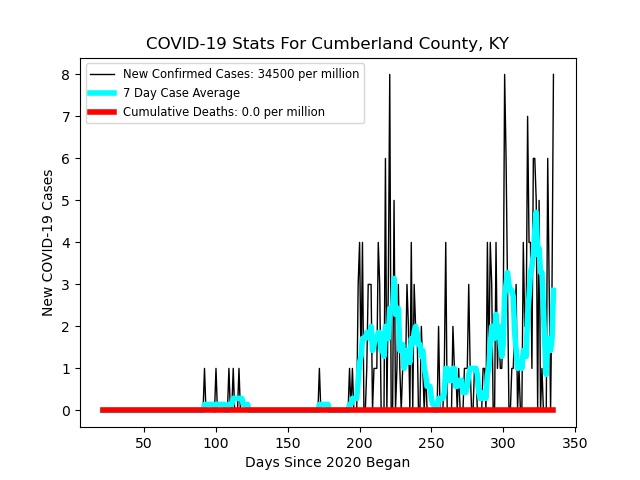 COVID-19 Stats For Cumberland County, KY
New Confirmed Cases: 34500 per million
7 Day Case Average
Cumulative Deaths: 0.0 per million
New COVID-19 Cases
8
7
6
5
4
3
2
1
0
50 100 150 200 250 300 350
Days Since 2020 Began